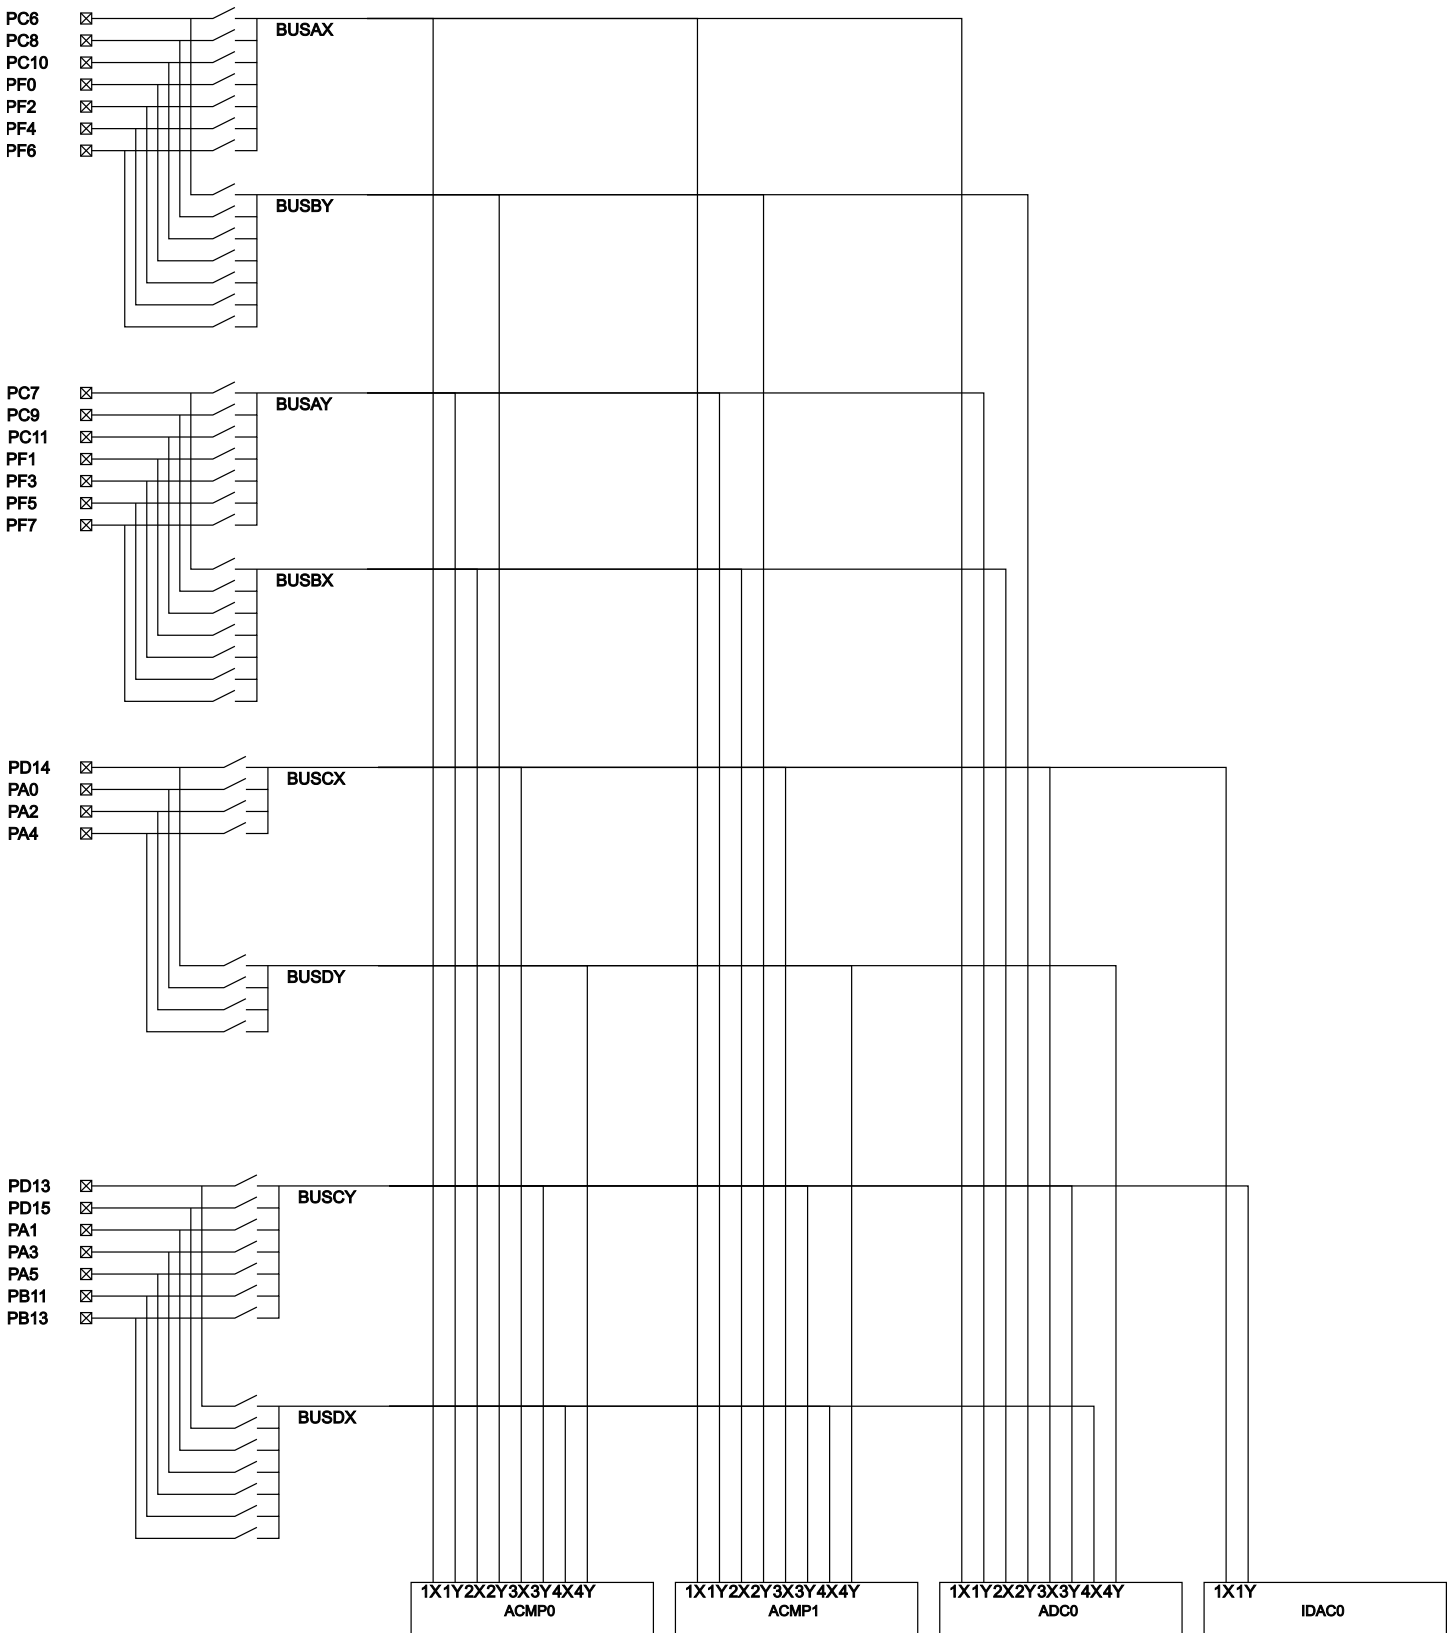 PC6
BUSAX
PC8
PC10
PF0
PF2
PF4
PF6
BUSBY
PC7
BUSAY
PC9
PC11
PF1
PF3
PF5
PF7
BUSBX
PD14
BUSCX
PA0
PA2
PA4
BUSDY
PD13
BUSCY
PD15
PA1
PA3
PA5
PB11
PB13
BUSDX
1X1Y2X2Y3X3Y4X4Y
ACMP0
1X1Y2X2Y3X3Y4X4Y
ACMP1
1X1Y2X2Y3X3Y4X4Y
ADC0
1X1Y
IDAC0